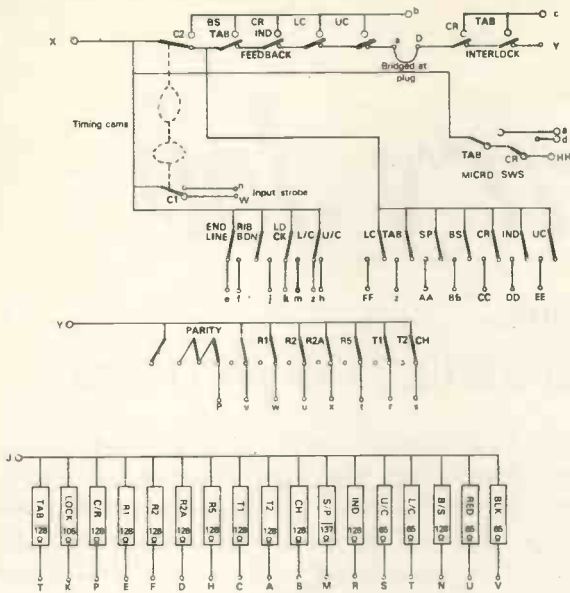 BS CR LC UC b TAB c
X C2 TAB IND a D CR Y
FEEDBACK INTERLOCK
Bridged at
plug
Timing cams
a
d
TAB CR HH
MICRO SWS
n
C1 W Input strobe
END RIB LD L/C U/C LC TAB SP BS CR IND UC
LINE BDN CK
e f j k m z h FF z AA BB CC DD EE
Y PARITY R1 R2 R2A R5 T1 T2 CH
P v w u x t r s
J
TAB LOCK C/R R1 R2 R2A R5 T1 T2 CH S/P IND U/C L/C B/S RED BLK
128 106 128 128 128 128 128 128 128 128 137 128 85 85 128 85 85
Ω Ω Ω Ω Ω Ω Ω Ω Ω Ω Ω Ω Ω Ω Ω Ω Ω
T K P E F D H C A B M R S T N U V